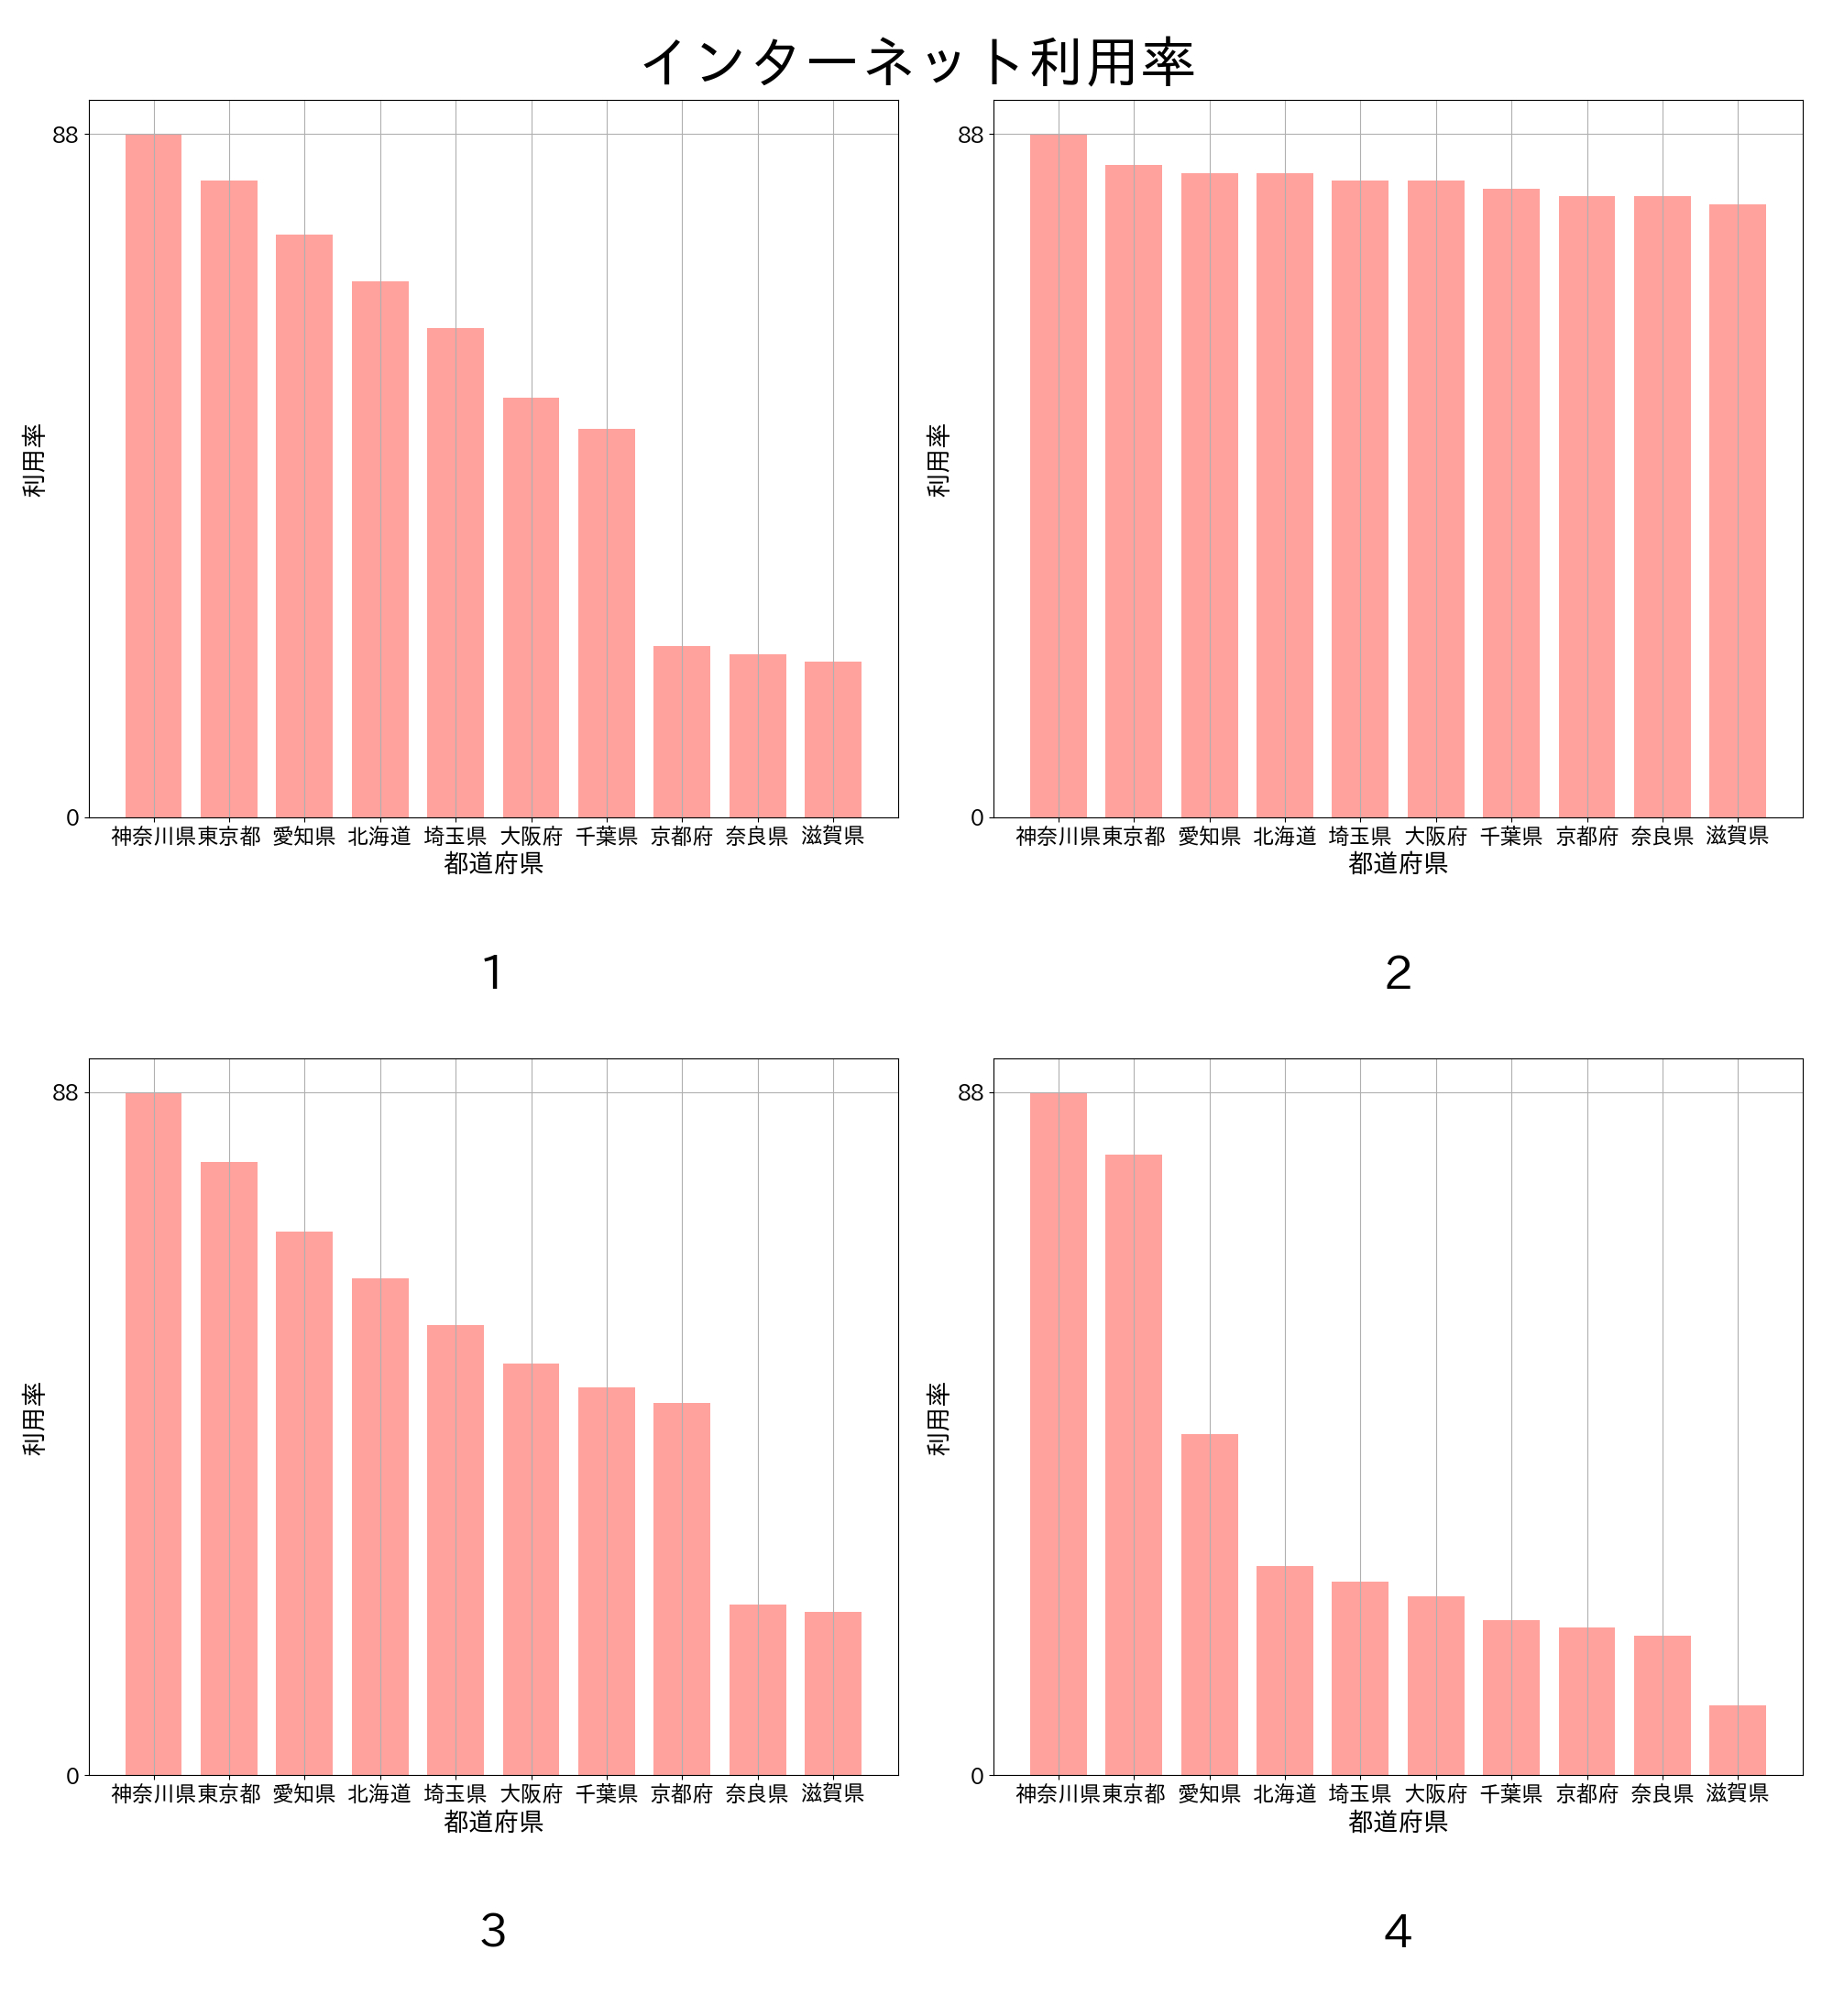 インターネット利用率
88
0
利用率
神奈川県 東京都 愛知県 北海道 埼玉県 大阪府 千葉県 京都府 奈良県 滋賀県
都道府県
1
88
0
利用率
神奈川県 東京都 愛知県 北海道 埼玉県 大阪府 千葉県 京都府 奈良県 滋賀県
都道府県
2
88
0
利用率
神奈川県 東京都 愛知県 北海道 埼玉県 大阪府 千葉県 京都府 奈良県 滋賀県
都道府県
3
88
0
利用率
神奈川県 東京都 愛知県 北海道 埼玉県 大阪府 千葉県 京都府 奈良県 滋賀県
都道府県
4